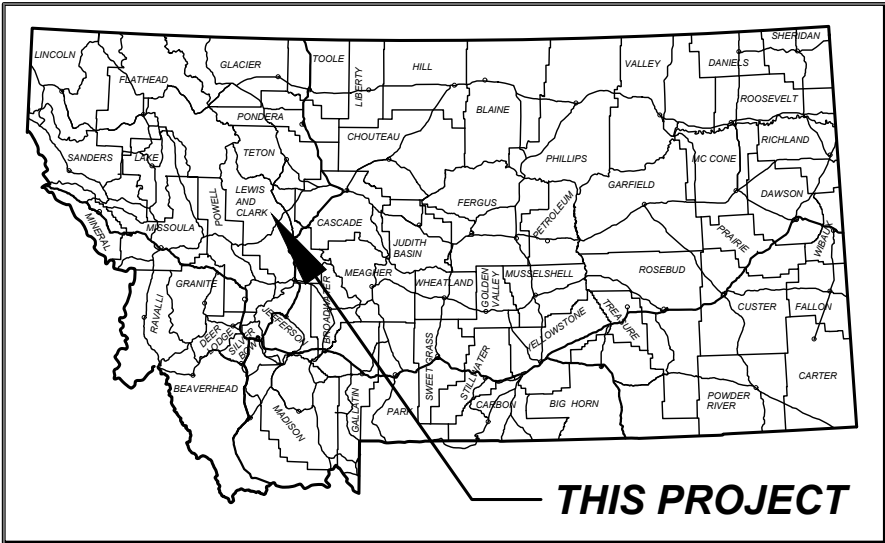 SHERIDAN
LINCOLN
GLACIER
TOOLE
LIBERTY
HILL
VALLEY
DANIELS
FLATHEAD
BLAINE
ROOSEVELT
PONDERA
CHOUTEAU
RICHLAND
SANDERS
LAKE
TETON
PHILLIPS
MC CONE
LEWIS
AND
CLARK
POWELL
GARFIELD
DAWSON
MINERAL
MISSOULA
CASCADE
FERGUS
PETROLEUM
PRAIRIE
WIBAUX
JUDITH
BASIN
GRANITE
MEAGHER
WHEATLAND
GOLDEN
VALLEY
MUSSELSHELL
ROSEBUD
RAVALLI
BROADWATER
JEFFERSON
CUSTER
FALLON
DEER
LODGE
SILVER
BOW
YELLOWSTONE
TREASURE
BEAVERHEAD
MADISON
GALLATIN
PARK
SWEET GRASS
STILLWATER
CARBON
BIG HORN
POWDER
RIVER
CARTER
THIS PROJECT